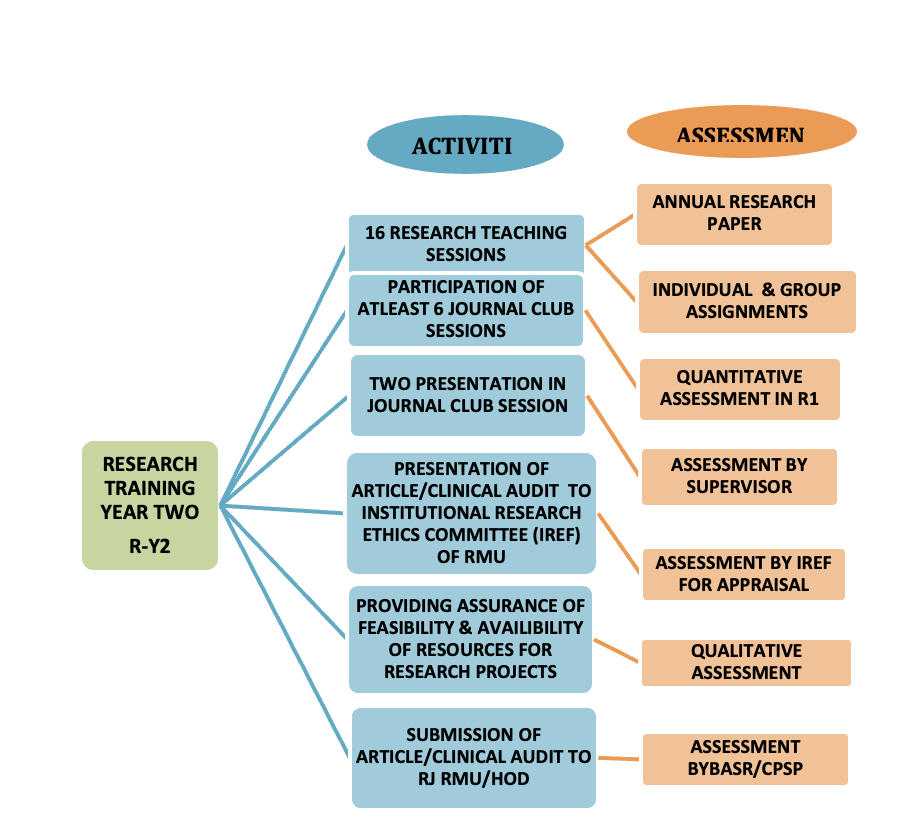 ACTIVITI
ASSESSMEN
RESEARCH
TRAINING
YEAR TWO
R-Y2
16 RESEARCH TEACHING
SESSIONS
PARTICIPATION OF
ATLEAST 6 JOURNAL CLUB
SESSIONS
TWO PRESENTATION IN
JOURNAL CLUB SESSION
PRESENTATION OF
ARTICLE/CLINICAL AUDIT TO
INSTITUTIONAL RESEARCH
ETHICS COMMITTEE (IREF)
OF RMU
PROVIDING ASSURANCE OF
FEASIBILITY & AVAILIBILITY
OF RESOURCES FOR
RESEARCH PROJECTS
SUBMISSION OF
ARTICLE/CLINICAL AUDIT TO
RJ RMU/HOD
ANNUAL RESEARCH
PAPER
INDIVIDUAL & GROUP
ASSIGNMENTS
QUANTITATIVE
ASSESSMENT IN R1
ASSESSMENT BY
SUPERVISOR
ASSESSMENT BY IREF
FOR APPRAISAL
QUALITATIVE
ASSESSMENT
ASSESSMENT
BYBASR/CPSP